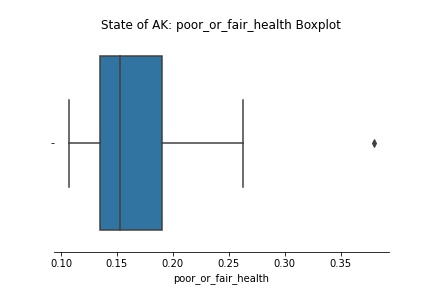 State of AK: poor_or_fair_health Boxplot
-
0.10 0.15 0.20 0.25 0.30 0.35
poor_or_fair_health